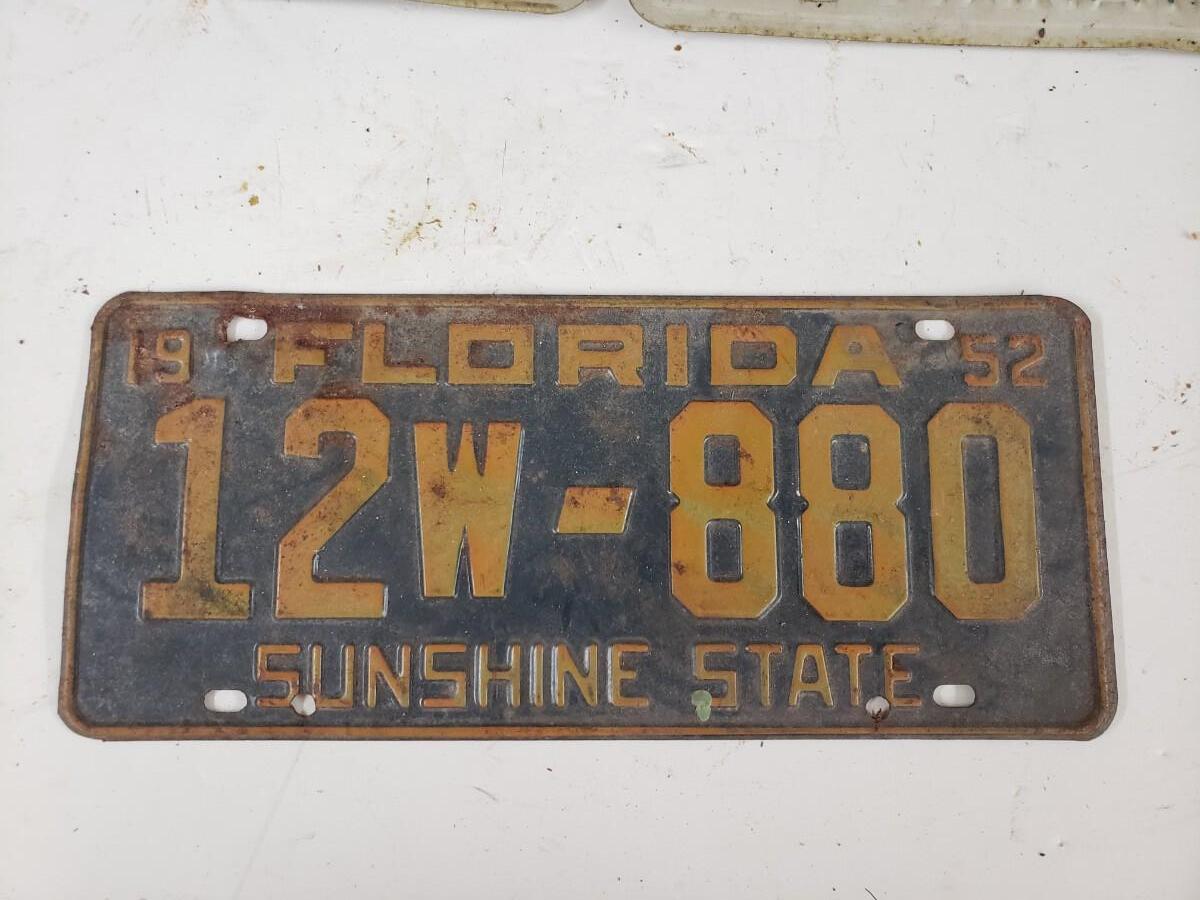 19 FLORIDA 52
12W-880
SUNSHINE STATE